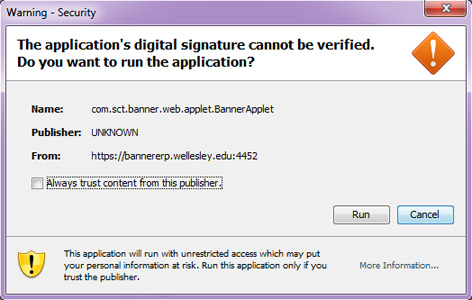 Warning - Security
The application's digital signature cannot be verified.
Do you want to run the application?
Name: com.sct.banner.web.applet.BannerApplet
Publisher: UNKNOWN
From: https://bannererp.wellesley.edu:4452
Always trust content from this publisher.
Run Cancel
This application will run with unrestricted access which may put
your personal information at risk. Run this application only if you
trust the publisher.
More Information...